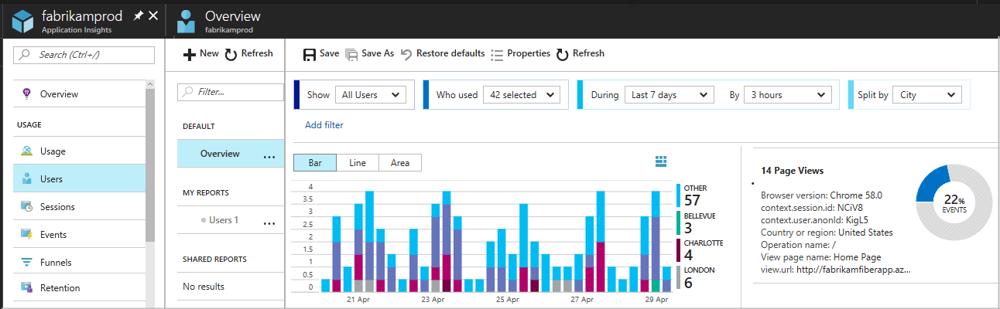 fabrikamprod
Application Insights
Overview
fabrikamprod
Search (Ctrl+/)
Overview
USAGE
Usage
Users
Sessions
Events
Funnels
Retention
New Refresh
Filter...
DEFAULT
Overview ...
MY REPORTS
Users 1 ...
SHARED REPORTS
No results
Save Save As Restore defaults Properties Refresh
Show All Users Who used 42 selected During Last 7 days By 3 hours Split by City
Add filter
Bar Line Area
4
3.5
3
2.5
2
1.5
1
0.5
0
21 Apr 23 Apr 25 Apr 27 Apr 29 Apr
OTHER
57
BELLEVUE
3
CHARLOTTE
4
LONDON
6
14 Page Views
Browser version: Chrome 58.0
context.session.id: NCiV8
context.user.anonId: KigL5
Country or region: United States
Operation name: /
View page name: Home Page
view.url: http://fabrikamfiberapp.az...
22%
EVENTS